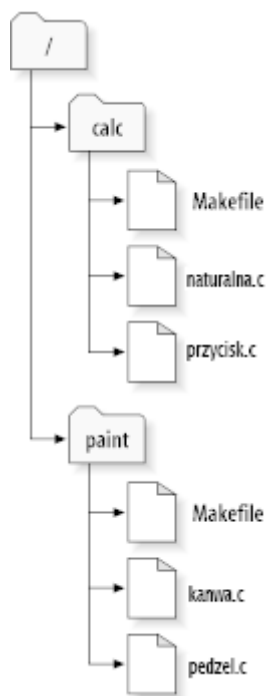 /
calc
Makefile
naturalna.c
przycisk.c
paint
Makefile
kanwa.c
pedzel.c